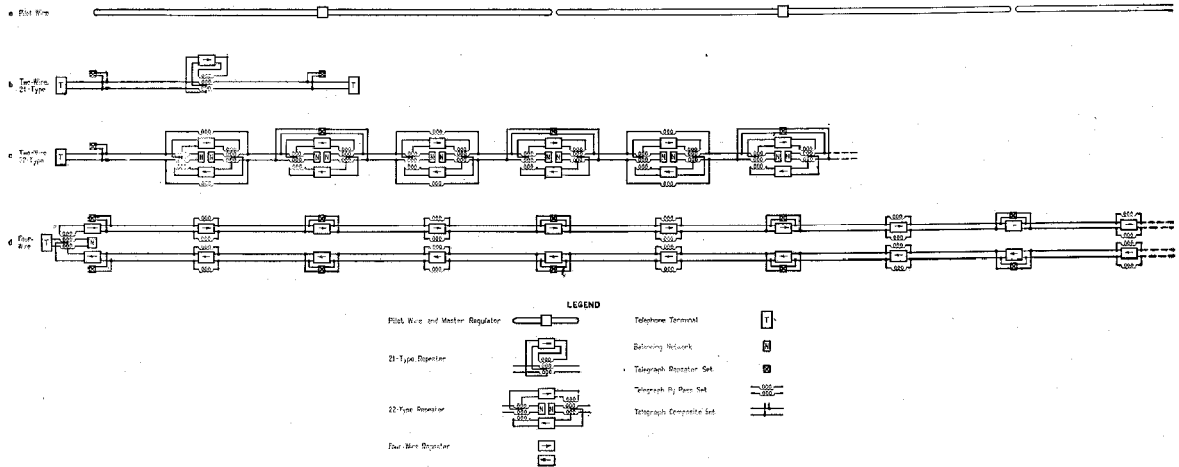 a Pilot Wire
b Two-Wire
21-Type
T
T
c Two-Wire
22-Type
T
N N
N N
N N
N N
N N
N N
d Four-
Wire
T
N
LEGEND
Pilot Wire and Master Regulator
Telephone Terminal
T
Balancing Network
N
21-Type Repeater
Telegraph Repeater Set
Telegraph By Pass Set
22-Type Repeater
N N
Telegraph Composite Set
Four-Wire Repeater